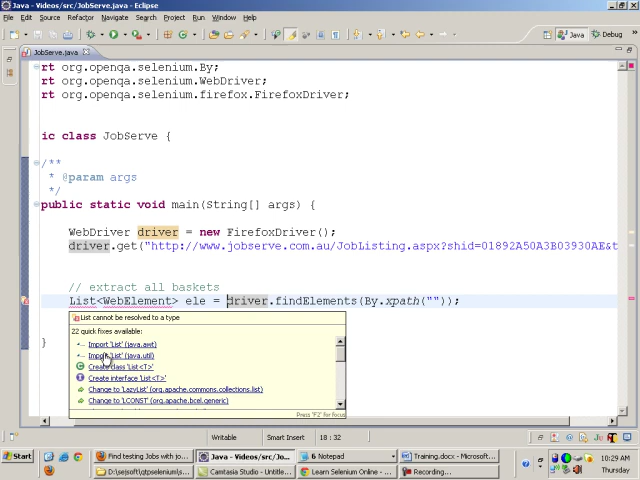 Java - Videos/src/JobServe.java - Eclipse
File Edit Source Refactor Navigate Search Project Run Window Help
Java Debug
JobServe.java
rt org.openqa.selenium.By;
rt org.openqa.selenium.WebDriver;
rt org.openqa.selenium.firefox.FirefoxDriver;
ic class JobServe {
/**
* @param args
*/
public static void main(String[] args) {
WebDriver driver = new FirefoxDriver();
driver.get("http://www.jobserve.com.au/JobListing.aspx?shid=01892A50A3B03930AE&t
// extract all baskets
List<WebElement> ele = driver.findElements(By.xpath(""));
List cannot be resolved to a type
22 quick fixes available:
Import 'List' (java.awt)
Import 'List' (java.util)
Create class 'List<T>'
Create interface 'List<T>'
Change to 'LazyList' (org.apache.commons.collections.list)
Change to 'CONST' (org.apache.bcel.generic)
Press 'F2' for focus
}
Writable Smart Insert 18 : 32
Start Find testing Jobs with jo... Java - Videos/src/Jo... 6 Notepad Training.docx - Microsof... 10:29 AM
D:\sejsoft\gtpselenium\s... Camtasia Studio - Untitle... Learn Selenium Online - ... Recording... Thursday